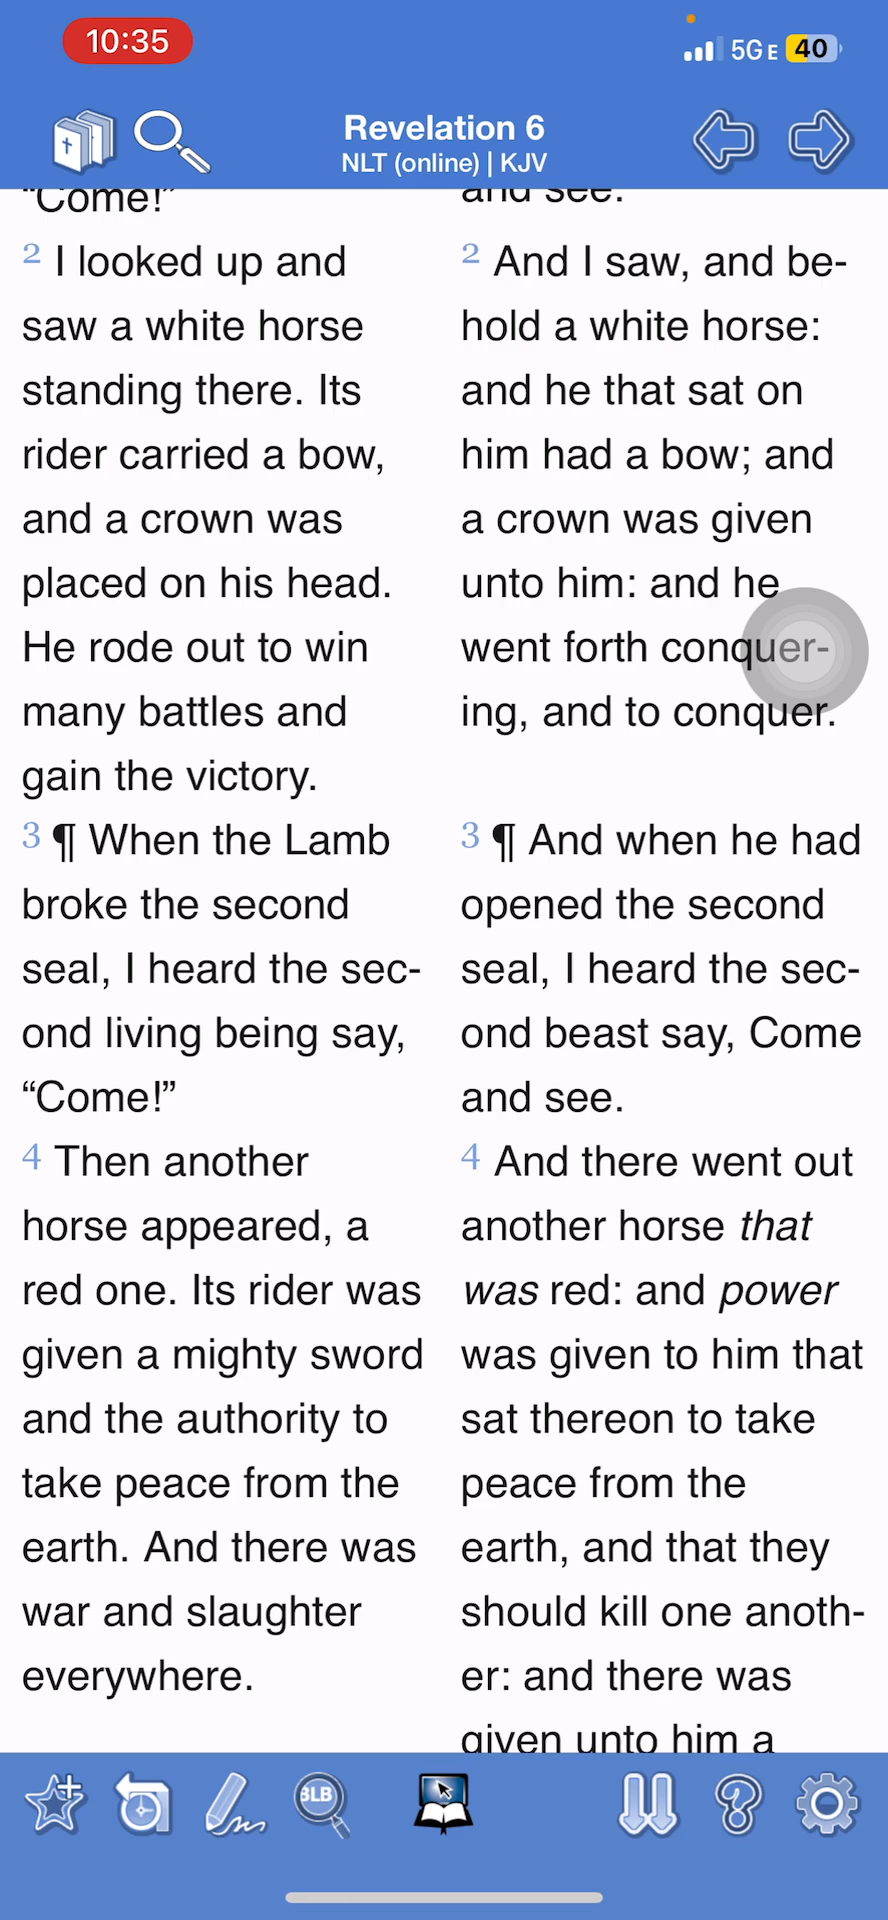 10:35
5GE 40
Revelation 6
NLT (online) | KJV
"Come!"
2 I looked up and
saw a white horse
standing there. Its
rider carried a bow,
and a crown was
placed on his head.
He rode out to win
many battles and
gain the victory.
3 ¶ When the Lamb
broke the second
seal, I heard the sec-
ond living being say,
“Come!”
4 Then another
horse appeared, a
red one. Its rider was
given a mighty sword
and the authority to
take peace from the
earth. And there was
war and slaughter
everywhere.
and see.
2 And I saw, and be-
hold a white horse:
and he that sat on
him had a bow; and
a crown was given
unto him: and he
went forth conquer-
ing, and to conquer.
3 ¶ And when he had
opened the second
seal, I heard the sec-
ond beast say, Come
and see.
4 And there went out
another horse that
was red: and power
was given to him that
sat thereon to take
peace from the
earth, and that they
should kill one anoth-
er: and there was
given unto him a
BLB